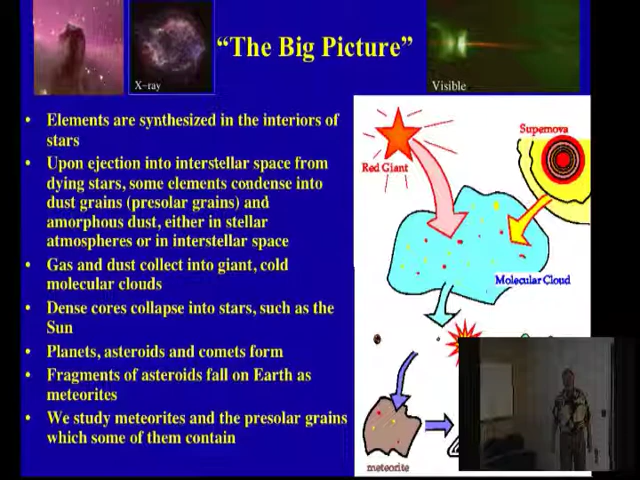 X-ray
"The Big Picture"
Visible
• Elements are synthesized in the interiors of
stars
• Upon ejection into interstellar space from
dying stars, some elements condense into
dust grains (presolar grains) and
amorphous dust, either in stellar
atmospheres or in interstellar space
• Gas and dust collect into giant, cold
molecular clouds
• Dense cores collapse into stars, such as the
Sun
• Planets, asteroids and comets form
• Fragments of asteroids fall on Earth as
meteorites
• We study meteorites and the presolar grains
which some of them contain
Supernova
Red Giant
Molecular Cloud
meteorite